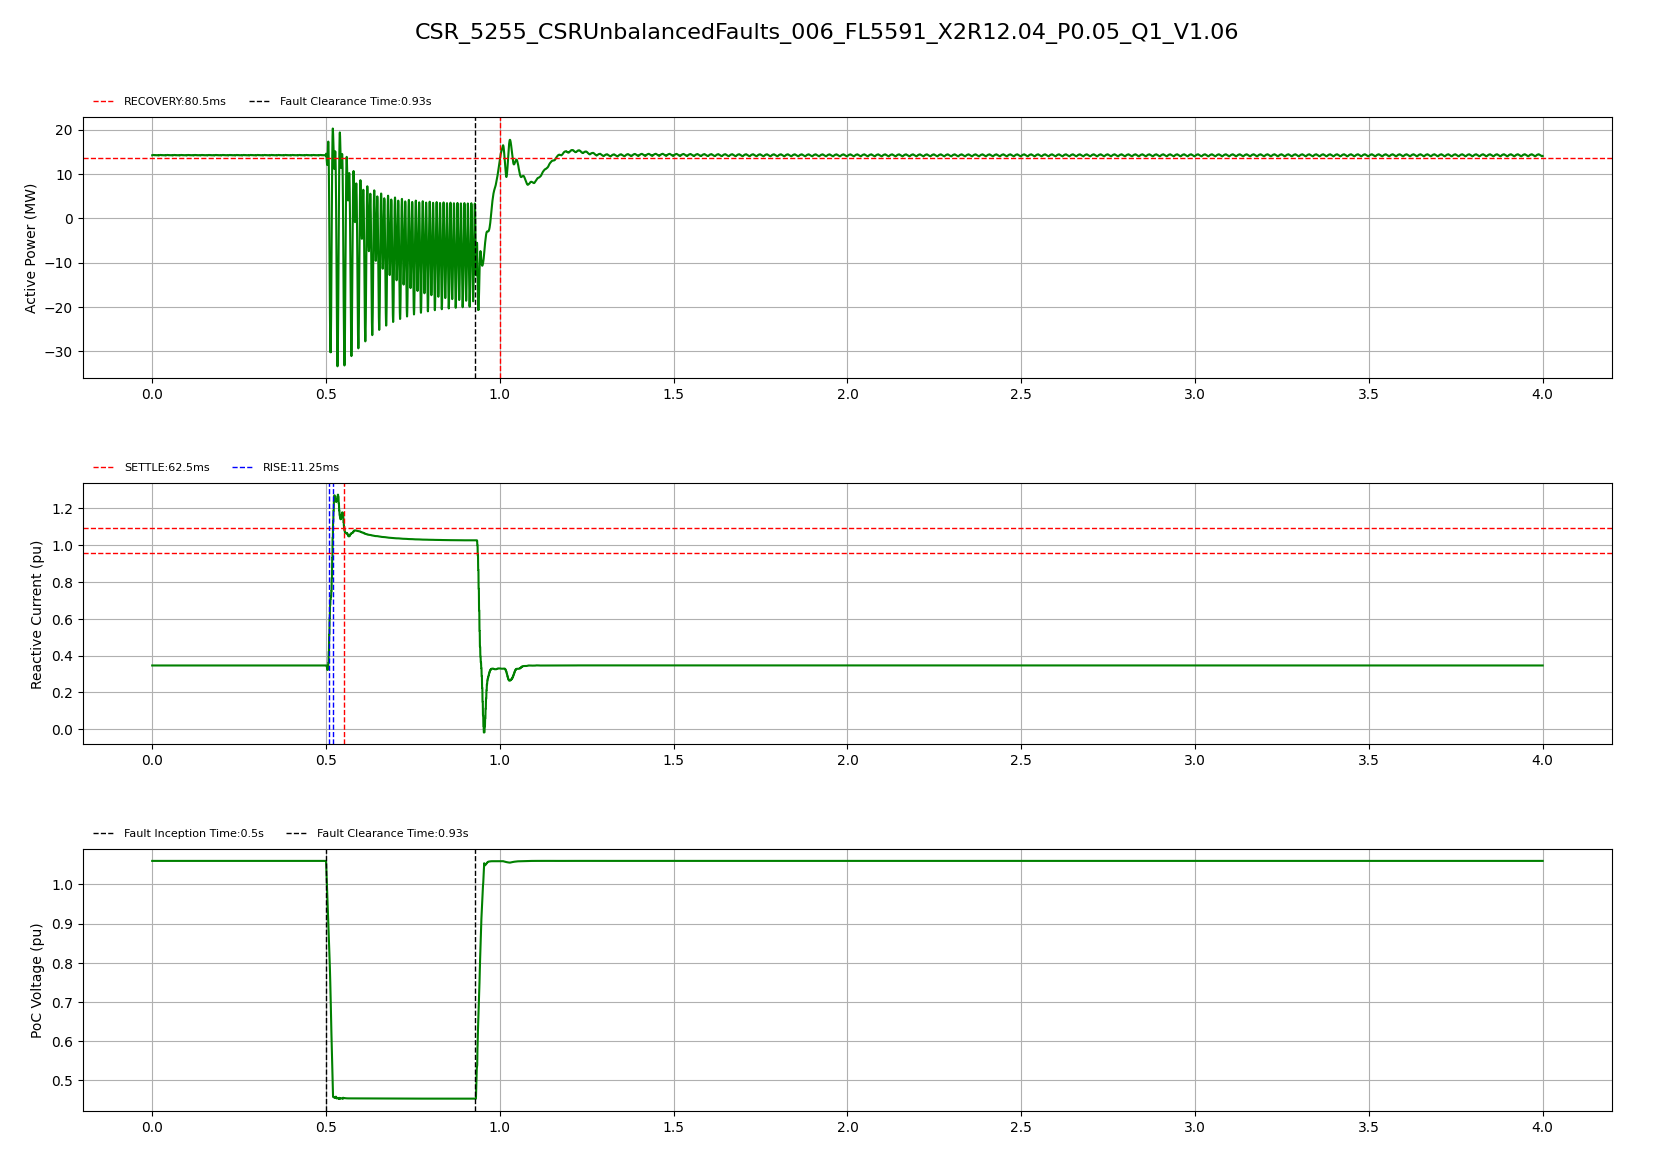 CSR_5255_CSRUnbalancedFaults_006_FL5591_X2R12.04_P0.05_Q1_V1.06
RECOVERY:80.5ms Fault Clearance Time:0.93s
Active Power (MW)
20
10
0
−10
−20
−30
0.0 0.5 1.0 1.5 2.0 2.5 3.0 3.5 4.0
SETTLE:62.5ms RISE:11.25ms
Reactive Current (pu)
1.2
1.0
0.8
0.6
0.4
0.2
0.0
0.0 0.5 1.0 1.5 2.0 2.5 3.0 3.5 4.0
Fault Inception Time:0.5s Fault Clearance Time:0.93s
PoC Voltage (pu)
1.0
0.9
0.8
0.7
0.6
0.5
0.0 0.5 1.0 1.5 2.0 2.5 3.0 3.5 4.0